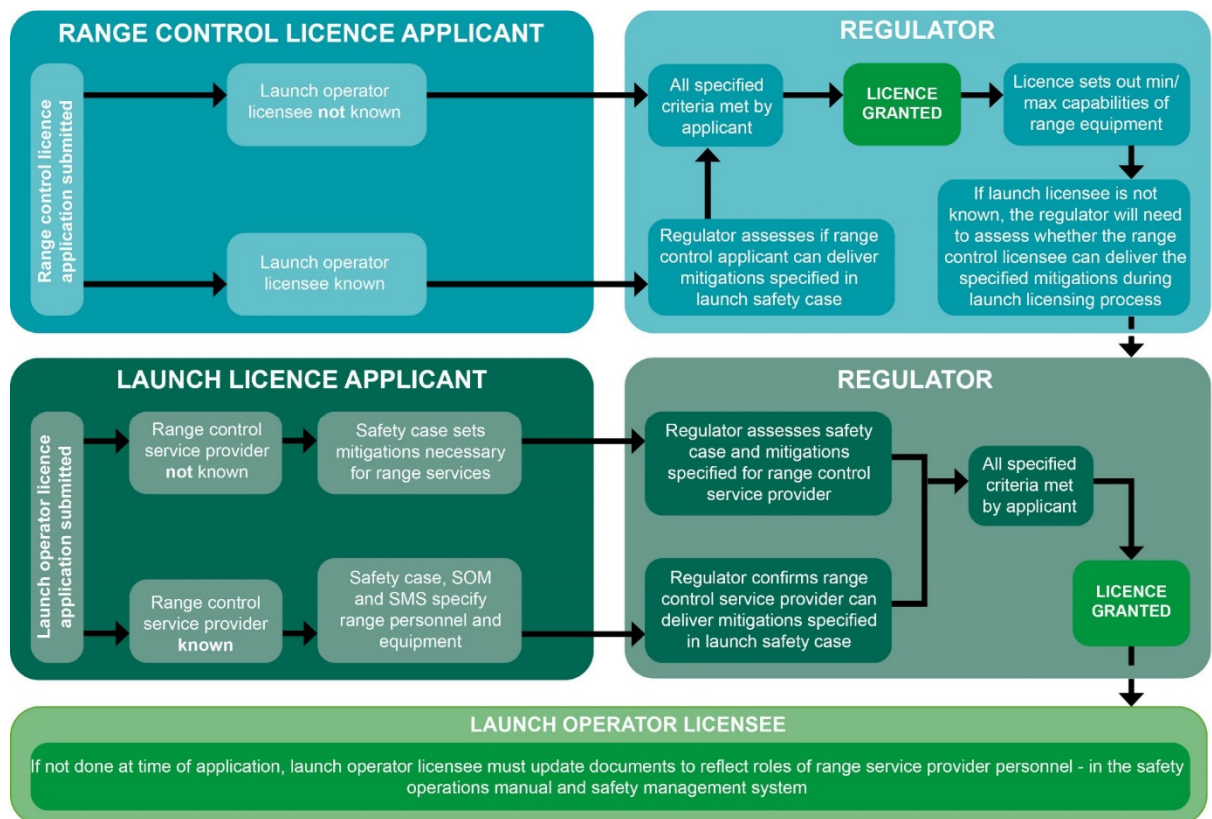 RANGE CONTROL LICENCE APPLICANT
Range control licence
application submitted
Launch operator
licensee not known
Launch operator
licensee known
REGULATOR
All specified
criteria met by
applicant
LICENCE
GRANTED
Licence sets out min/
max capabilities of
range equipment
Regulator assesses if range
control applicant can deliver
mitigations specified in
launch safety case
If launch licensee is not
known, the regulator will need
to assess whether the range
control licensee can deliver the
specified mitigations during
launch licensing process
LAUNCH LICENCE APPLICANT
Launch operator licence
application submitted
Range control
service provider
not known
Safety case sets
mitigations necessary
for range services
Range control
service provider
known
Safety case, SOM
and SMS specify
range personnel and
equipment
REGULATOR
Regulator assesses safety
case and mitigations
specified for range control
service provider
Regulator confirms range
control service provider can
deliver mitigations specified
in launch safety case
All specified
criteria met
by applicant
LICENCE
GRANTED
LAUNCH OPERATOR LICENSEE
If not done at time of application, launch operator licensee must update documents to reflect roles of range service provider personnel - in the safety
operations manual and safety management system